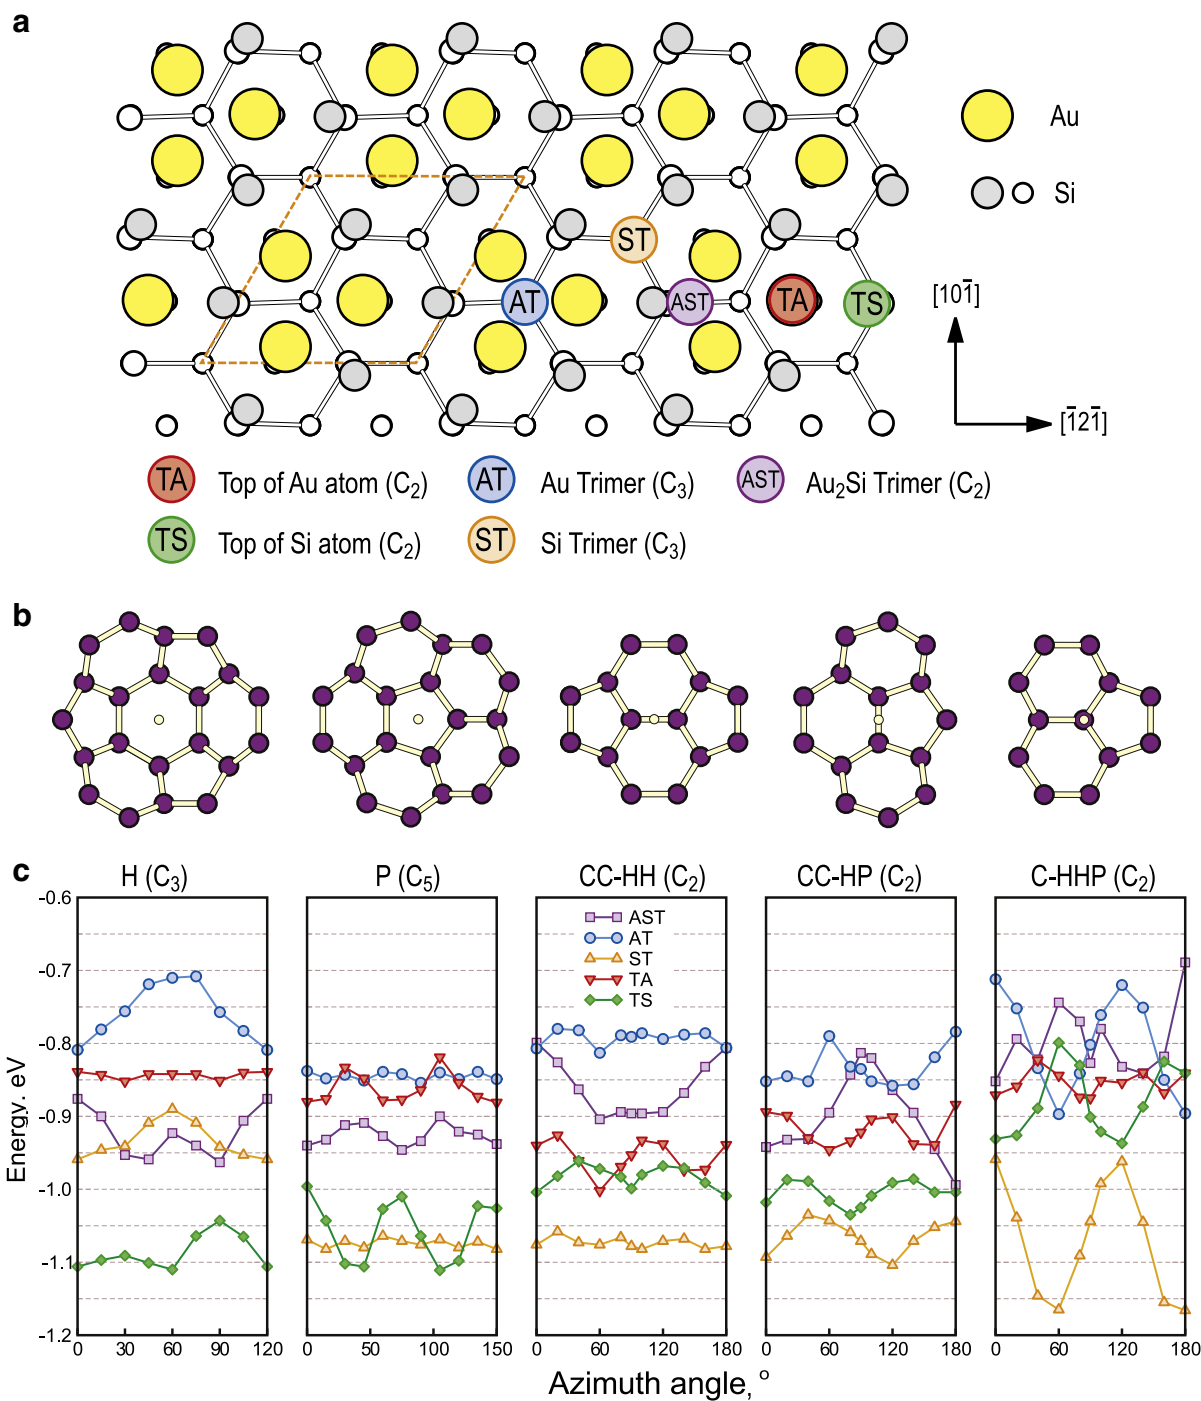 a
Au
Si
ST
AT
AST
TA
TS
[101̄]
[1̄21̄]
TA Top of Au atom (C2)
AT Au Trimer (C3)
AST Au2Si Trimer (C2)
TS Top of Si atom (C2)
ST Si Trimer (C3)
b
c
H (C3)
P (C5)
CC-HH (C2)
CC-HP (C2)
C-HHP (C2)
Energy. eV
-0.6
-0.7
-0.8
-0.9
-1.0
-1.1
-1.2
AST
AT
ST
TA
TS
0 30 60 90 120
0 50 100 150
0 60 120 180
0 60 120 180
0 60 120 180
Azimuth angle, o